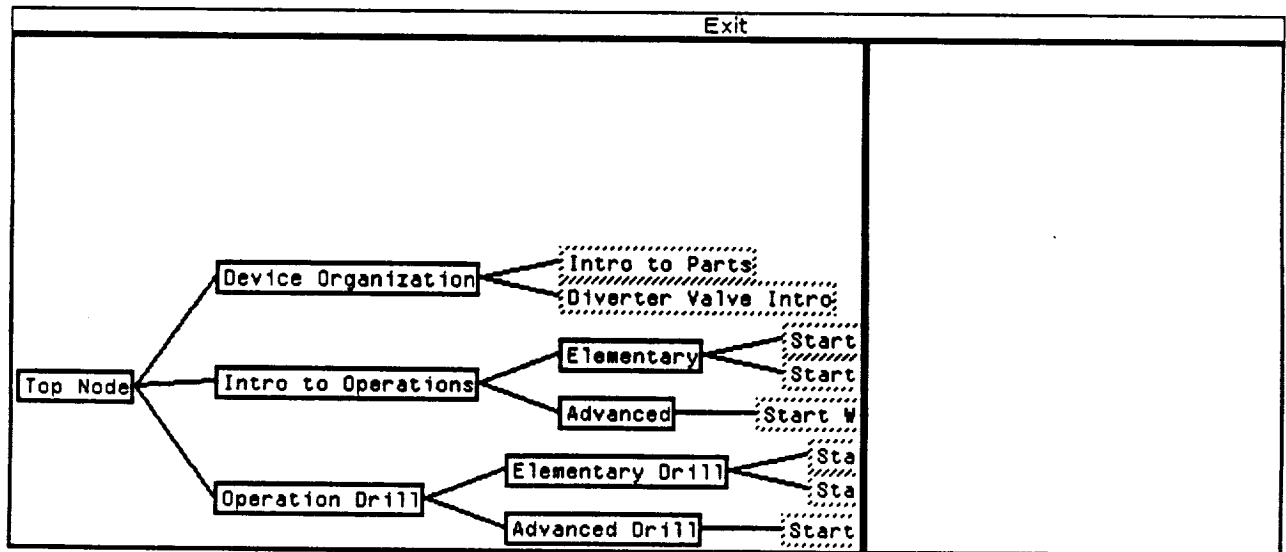 Exit
Intro to Parts
Device Organization
Diverter Valve Intro
Start
Elementary
Start
Top Node
Intro to Operations
Advanced
Start W
Sta
Elementary Drill
Sta
Operation Drill
Advanced Drill
Start